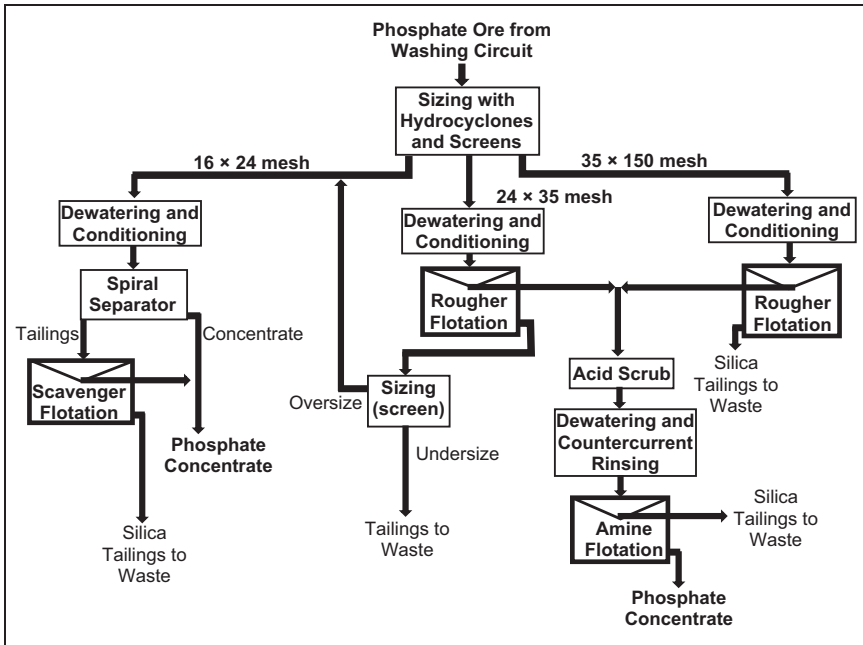 Phosphate Ore from
Washing Circuit
Sizing with
Hydrocyclones
and Screens
16 × 24 mesh
35 × 150 mesh
24 × 35 mesh
Dewatering and
Conditioning
Dewatering and
Conditioning
Dewatering and
Conditioning
Spiral
Separator
Rougher
Flotation
Rougher
Flotation
Tailings
Concentrate
Scavenger
Flotation
Phosphate
Concentrate
Silica
Tailings to
Waste
Oversize
Sizing
(screen)
Undersize
Tailings to
Waste
Silica
Tailings to
Waste
Acid Scrub
Dewatering and
Countercurrent
Rinsing
Amine
Flotation
Silica
Tailings to
Waste
Phosphate
Concentrate